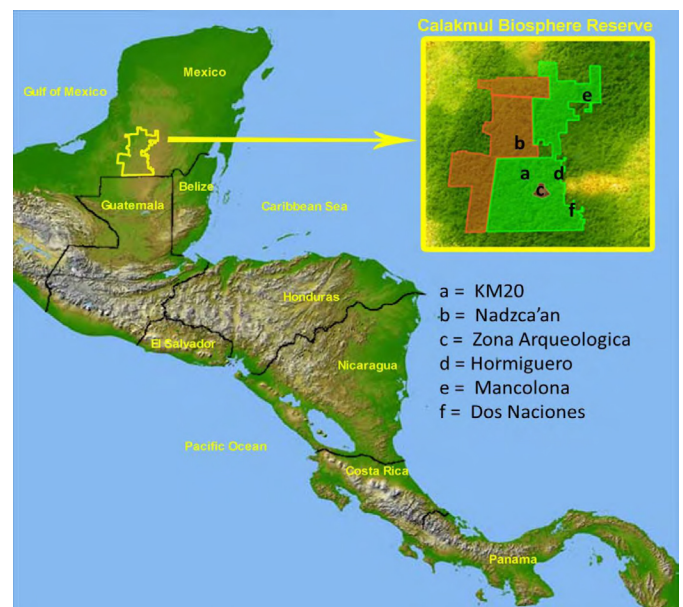 Calakmul Biosphere Reserve
Mexico
Gulf of Mexico
e
b
a
d
c
f
Belize
Guatemala
Caribbean Sea
Honduras
El Salvador
Nicaragua
Pacific Ocean
Costa Rica
Panama
a = KM20
b = Nadzca'an
c = Zona Arqueologica
d = Hormiguero
e = Mancolona
f = Dos Naciones